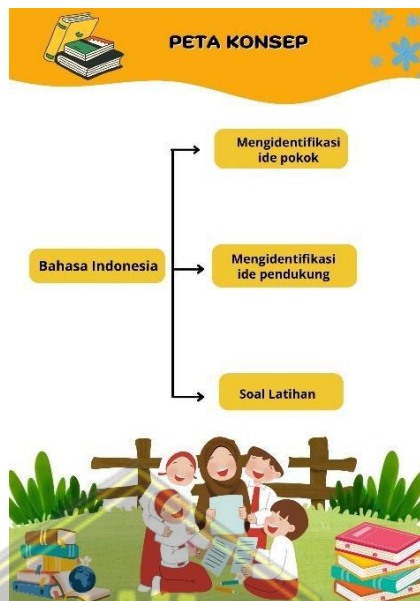 PETA KONSEP
Mengidentifikasi
ide pokok
Bahasa Indonesia
Mengidentifikasi
ide pendukung
Soal Latihan